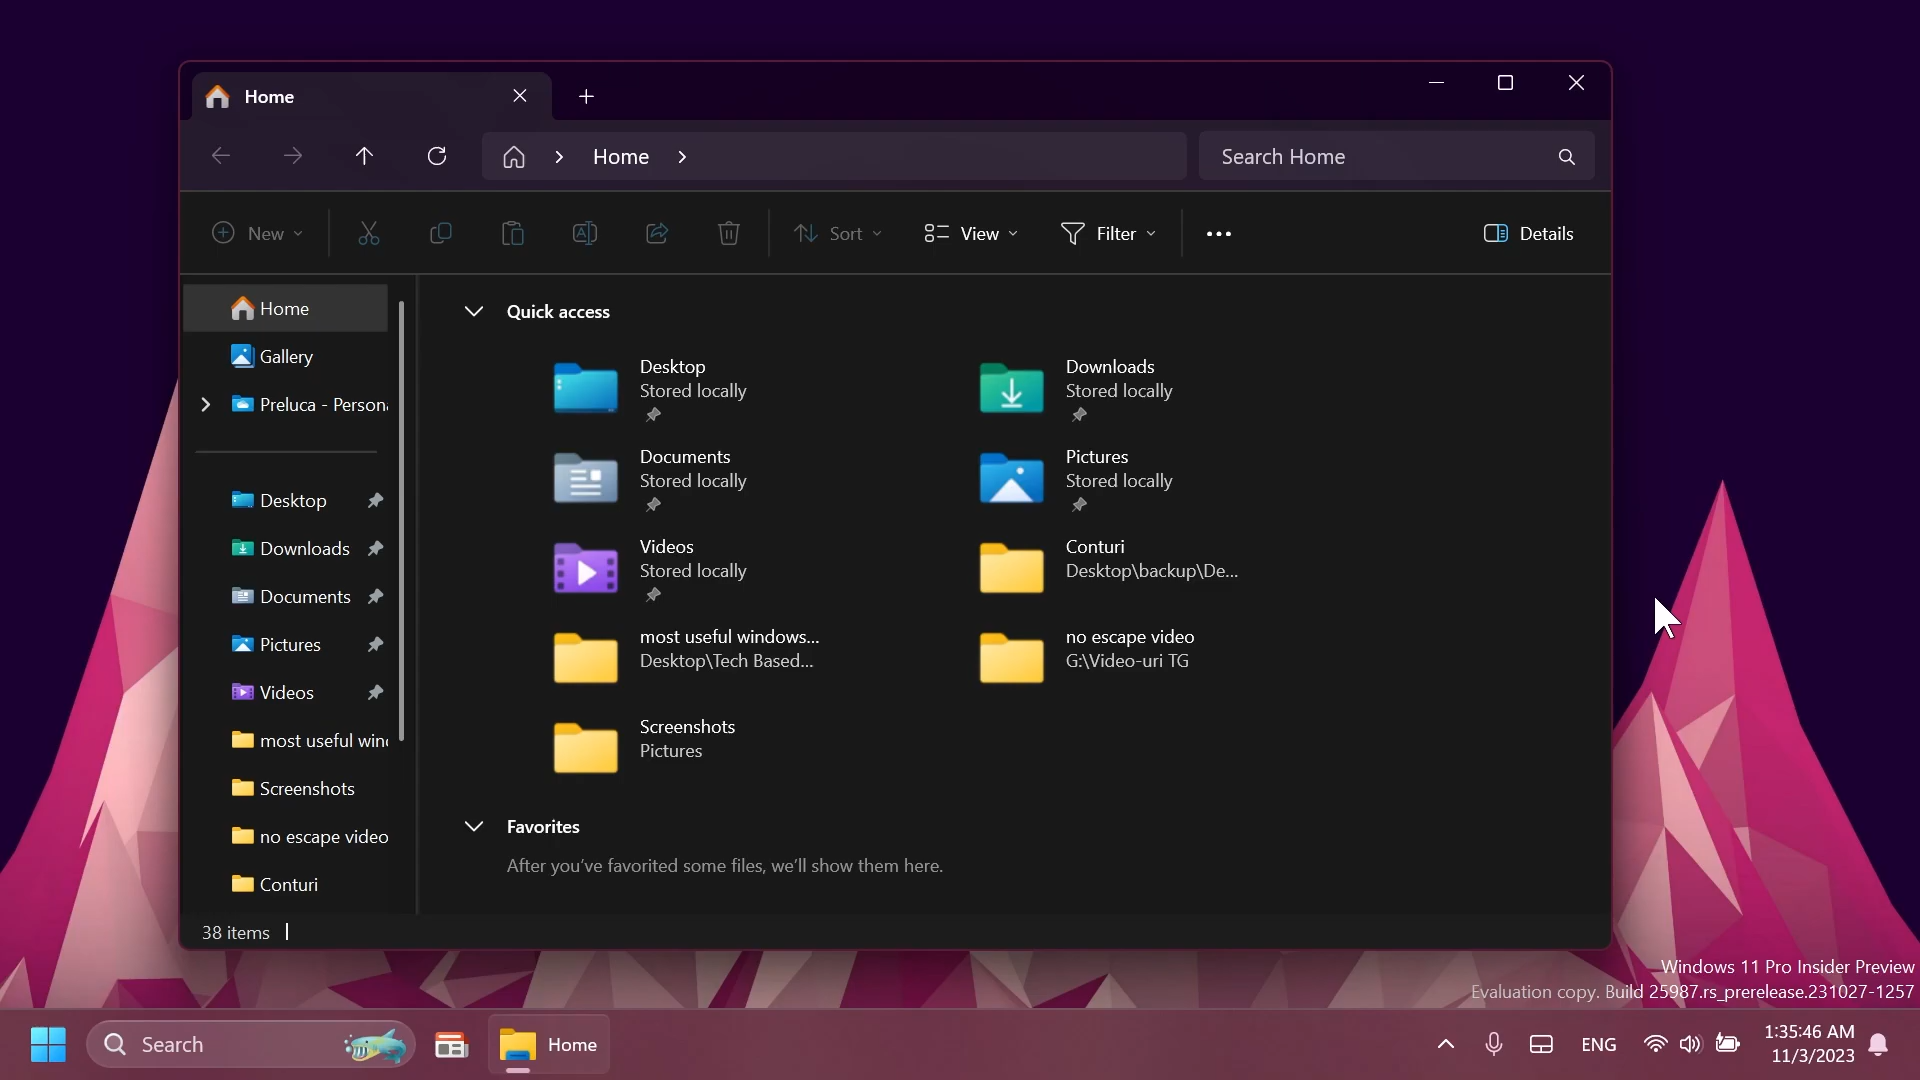 Home
Home
Search Home
New
Sort
View
Filter
Details
Home
Gallery
Preluca - Persona
Desktop
Downloads
Documents
Pictures
Videos
most useful win
Screenshots
no escape video
Conturi
Quick access
Desktop
Stored locally
Downloads
Stored locally
Documents
Stored locally
Pictures
Stored locally
Videos
Stored locally
Conturi
Desktop\backup\De...
most useful windows...
Desktop\Tech Based...
no escape video
G:\Video-uri TG
Screenshots
Pictures
Favorites
After you've favorited some files, we'll show them here.
38 items
Windows 11 Pro Insider Preview
Evaluation copy. Build 25987.rs_prerelease.231027-1257
Search
Home
ENG
1:35:46 AM
11/3/2023